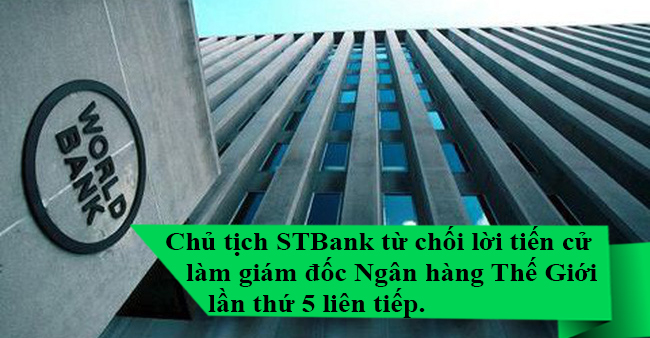 WORLD
BANK
Chủ tịch STBank từ chối lời tiến cử
làm giám đốc Ngân hàng Thế Giới
lần thứ 5 liên tiếp.